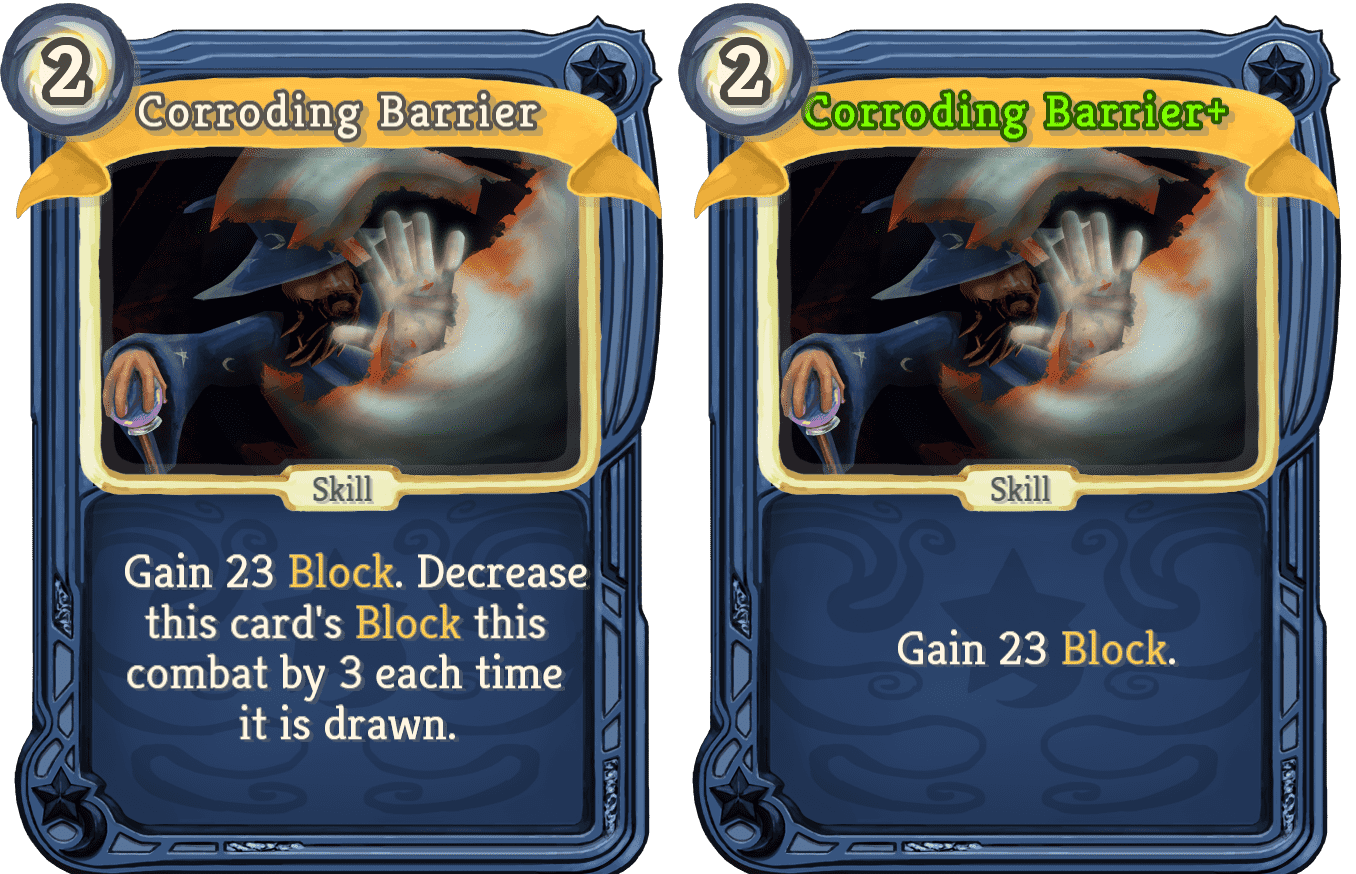 2
Corroding Barrier
Skill
Gain 23 Block. Decrease
this card's Block this
combat by 3 each time
it is drawn.
2
Corroding Barrier+
Skill
Gain 23 Block.